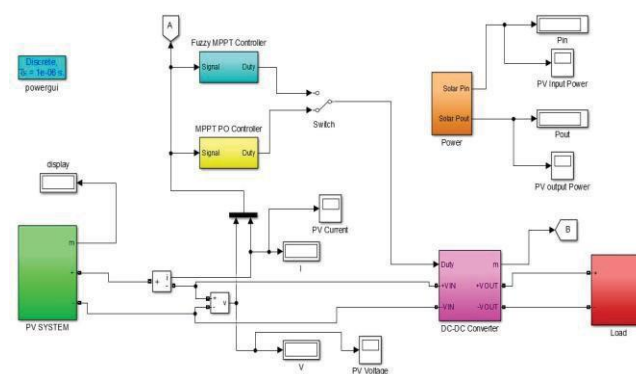 A
Fuzzy MPPT Controller
Signal Duty
Discrete,
Ts = 1e-06 s.
powergui
MPPT PO Controller
Signal Duty
Switch
Pin
PV Input Power
Solar Pin
Solar Pout
Power
Pout
PV output Power
display
m
+
-
PV SYSTEM
PV Current
I
+ i
-
+ v
-
V
PV Voltage
B
Duty m
+VIN +VOUT
-VIN -VOUT
DC-DC Converter
+
-
Load